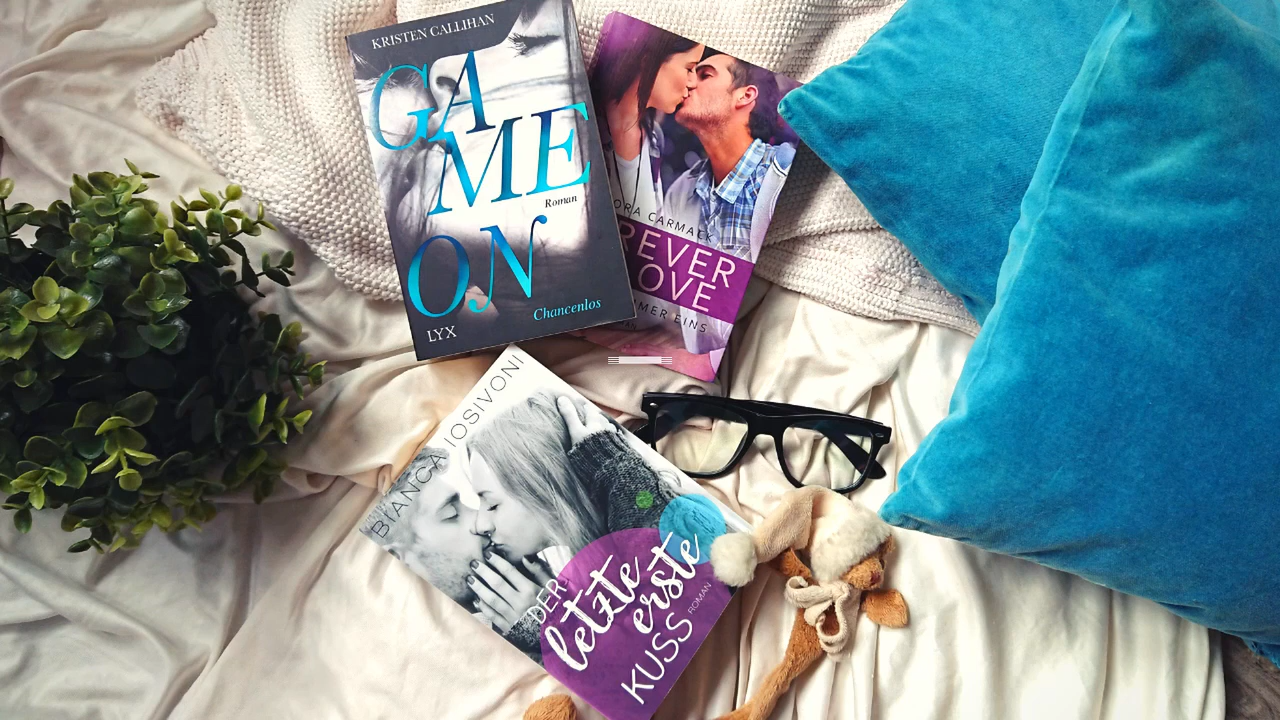 KRISTEN CALLIHAN
GA
ME
ON
Roman
Chancenlos
LYX
ORA CARMACK
REVER
OVE
MER EINS
BIANCA IOSIVONI
DER
letzte
erste
KUSS
ROMAN